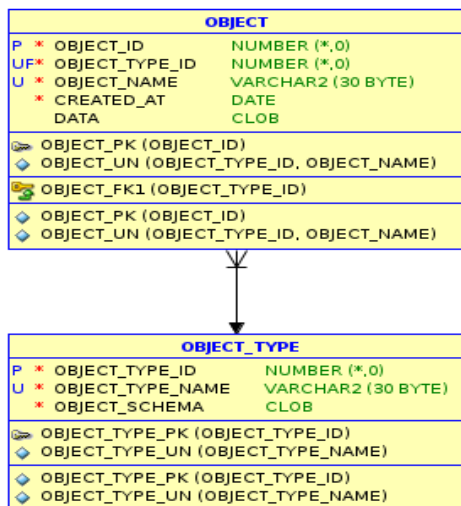 OBJECT
P * OBJECT_ID NUMBER (*,0)
UF* OBJECT_TYPE_ID NUMBER (*,0)
U * OBJECT_NAME VARCHAR2 (30 BYTE)
* CREATED_AT DATE
DATA CLOB
OBJECT_PK (OBJECT_ID)
OBJECT_UN (OBJECT_TYPE_ID, OBJECT_NAME)
OBJECT_FK1 (OBJECT_TYPE_ID)
OBJECT_PK (OBJECT_ID)
OBJECT_UN (OBJECT_TYPE_ID, OBJECT_NAME)
OBJECT_TYPE
P * OBJECT_TYPE_ID NUMBER (*,0)
U * OBJECT_TYPE_NAME VARCHAR2 (30 BYTE)
* OBJECT_SCHEMA CLOB
OBJECT_TYPE_PK (OBJECT_TYPE_ID)
OBJECT_TYPE_UN (OBJECT_TYPE_NAME)
OBJECT_TYPE_PK (OBJECT_TYPE_ID)
OBJECT_TYPE_UN (OBJECT_TYPE_NAME)